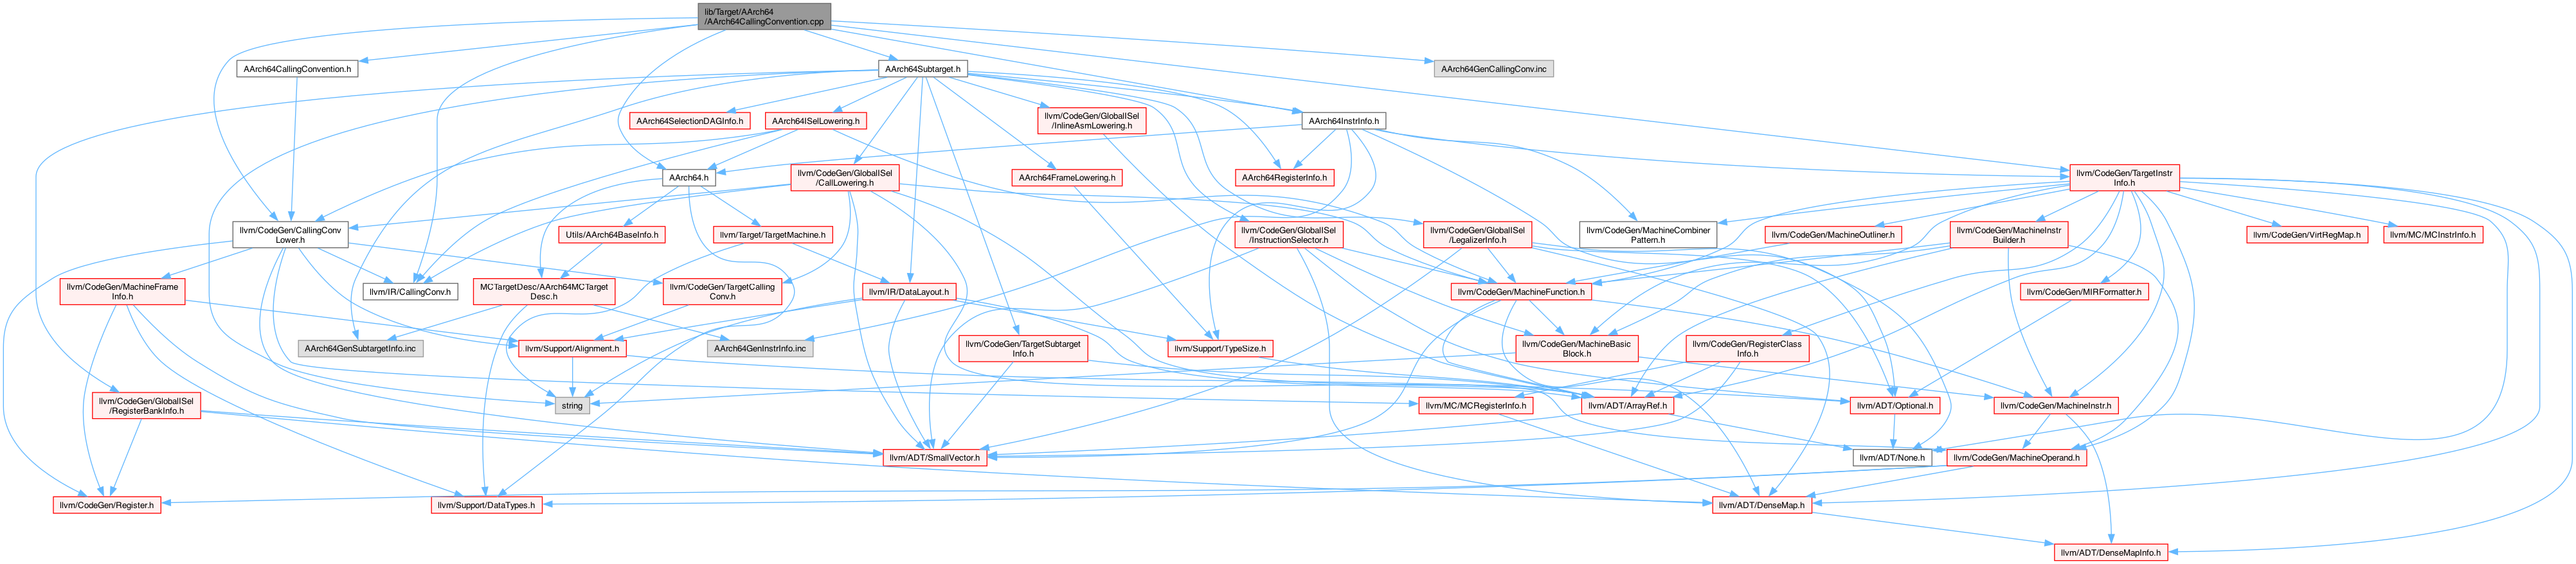 lib/Target/AArch64
/AArch64CallingConvention.cpp
AArch64CallingConvention.h
AArch64Subtarget.h
AArch64GenCallingConv.inc
AArch64SelectionDAGInfo.h
AArch64ISelLowering.h
llvm/CodeGen/GlobalISel
/InlineAsmLowering.h
AArch64InstrInfo.h
AArch64.h
llvm/CodeGen/GlobalISel
/CallLowering.h
AArch64FrameLowering.h
AArch64RegisterInfo.h
llvm/CodeGen/TargetInstr
Info.h
llvm/CodeGen/CallingConv
Lower.h
Utils/AArch64BaseInfo.h
llvm/Target/TargetMachine.h
llvm/CodeGen/GlobalISel
/InstructionSelector.h
llvm/CodeGen/GlobalISel
/LegalizerInfo.h
llvm/CodeGen/MachineCombiner
Pattern.h
llvm/CodeGen/MachineOutliner.h
llvm/CodeGen/MachineInstr
Builder.h
llvm/CodeGen/VirtRegMap.h
llvm/MC/MCInstrInfo.h
llvm/CodeGen/MachineFrame
Info.h
llvm/IR/CallingConv.h
MCTargetDesc/AArch64MCTarget
Desc.h
llvm/CodeGen/TargetCalling
Conv.h
llvm/IR/DataLayout.h
llvm/CodeGen/MachineFunction.h
llvm/CodeGen/MIRFormatter.h
AArch64GenSubtargetInfo.inc
llvm/Support/Alignment.h
AArch64GenInstrInfo.inc
llvm/CodeGen/TargetSubtarget
Info.h
llvm/Support/TypeSize.h
llvm/CodeGen/MachineBasic
Block.h
llvm/CodeGen/RegisterClass
Info.h
llvm/CodeGen/GlobalISel
/RegisterBankInfo.h
string
llvm/MC/MCRegisterInfo.h
llvm/ADT/ArrayRef.h
llvm/ADT/Optional.h
llvm/CodeGen/MachineInstr.h
llvm/ADT/SmallVector.h
llvm/ADT/None.h
llvm/CodeGen/MachineOperand.h
llvm/CodeGen/Register.h
llvm/Support/DataTypes.h
llvm/ADT/DenseMap.h
llvm/ADT/DenseMapInfo.h